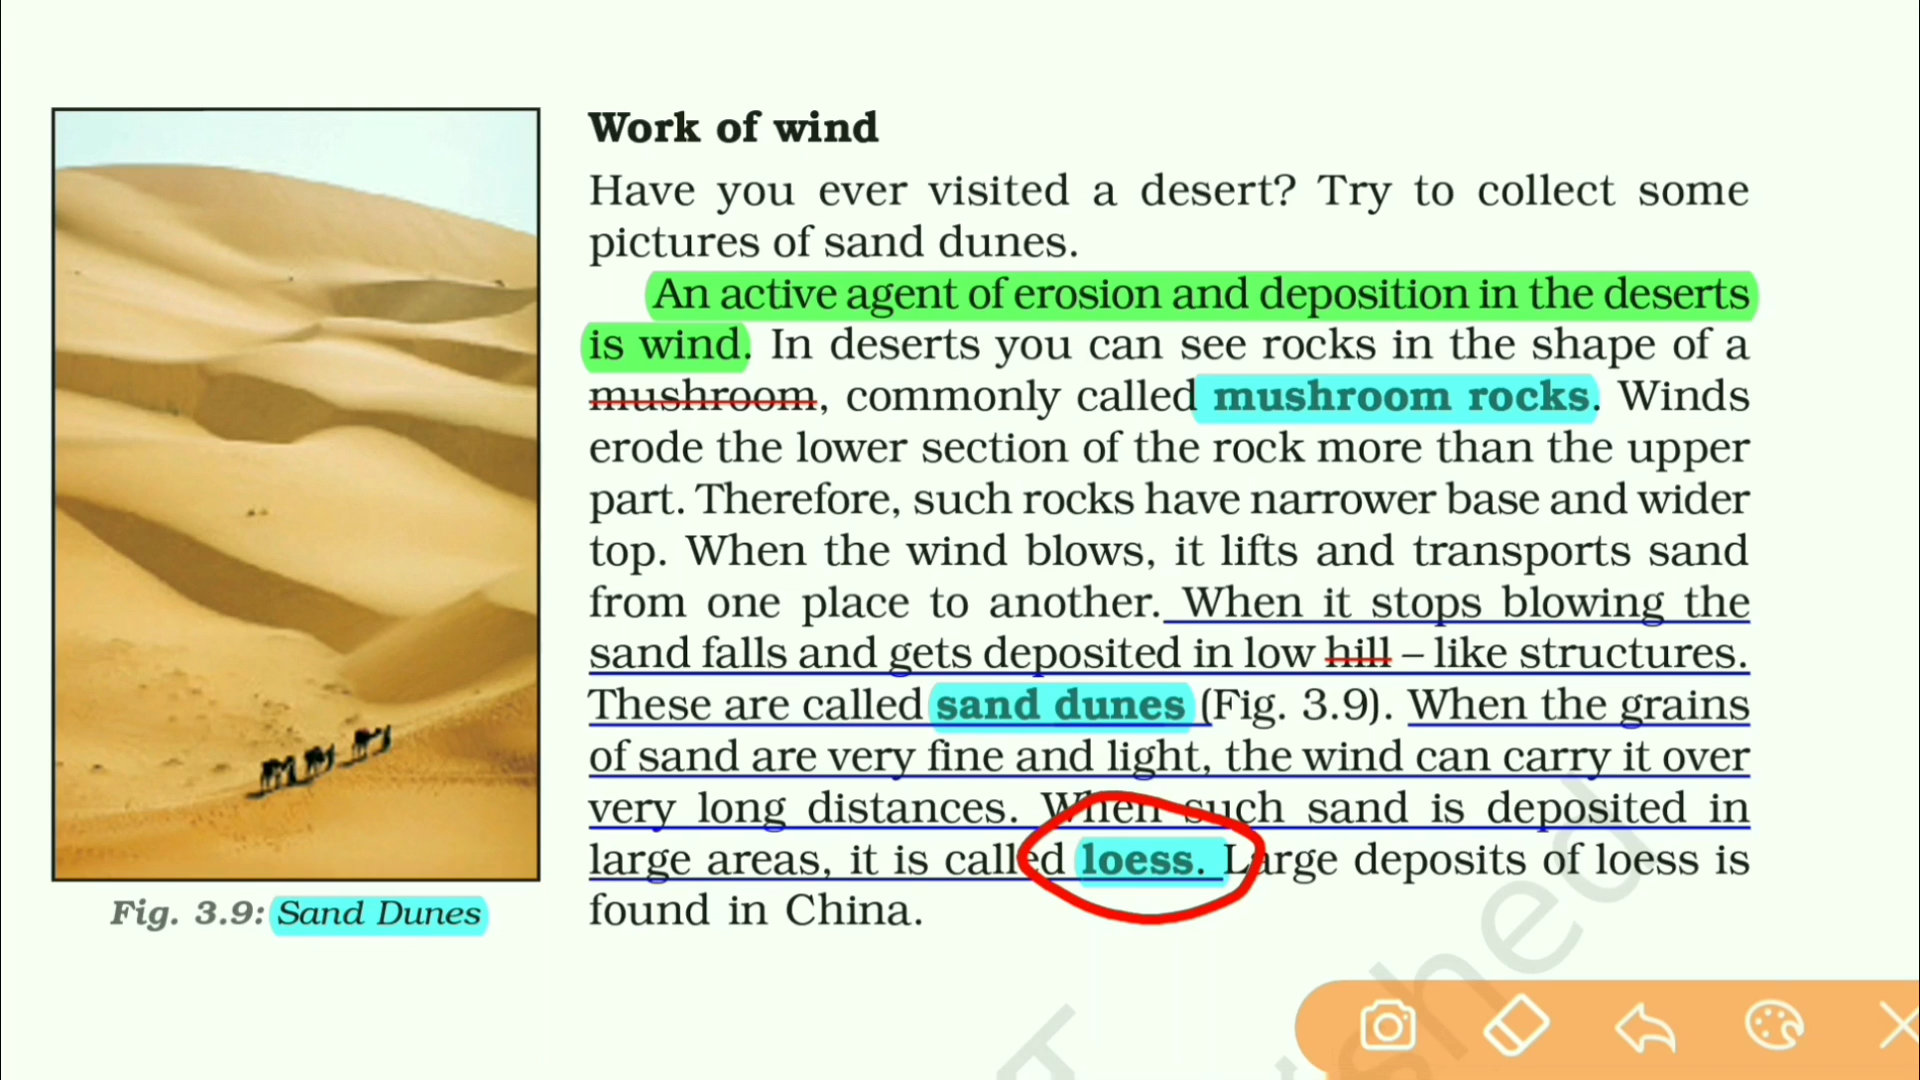 Work of wind
Have you ever visited a desert? Try to collect some
pictures of sand dunes.
An active agent of erosion and deposition in the deserts
is wind. In deserts you can see rocks in the shape of a
mushroom, commonly called mushroom rocks. Winds
erode the lower section of the rock more than the upper
part. Therefore, such rocks have narrower base and wider
top. When the wind blows, it lifts and transports sand
from one place to another. When it stops blowing the
sand falls and gets deposited in low hill – like structures.
These are called sand dunes (Fig. 3.9). When the grains
of sand are very fine and light, the wind can carry it over
very long distances. When such sand is deposited in
large areas, it is called loess. Large deposits of loess is
found in China.
Fig. 3.9: Sand Dunes